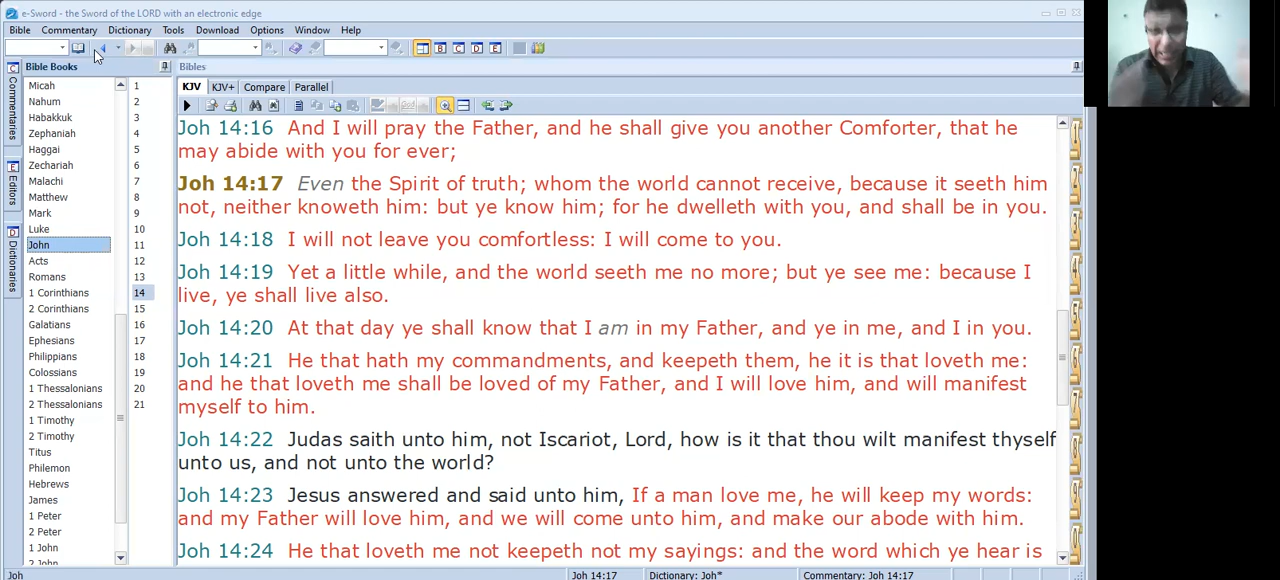 e-Sword - the Sword of the LORD with an electronic edge
Bible Commentary Dictionary Tools Download Options Window Help
B C D E
Bible Books
Bibles
C Commentaries
E Editors
D Dictionaries
Micah 1
Nahum 2
Habakkuk 3
Zephaniah 4
Haggai 5
Zechariah 6
Malachi 7
Matthew 8
Mark 9
Luke 10
John 11
Acts 12
Romans 13
1 Corinthians 14
2 Corinthians 15
Galatians 16
Ephesians 17
Philippians 18
Colossians 19
1 Thessalonians 20
2 Thessalonians 21
1 Timothy
2 Timothy
Titus
Philemon
Hebrews
James
1 Peter
2 Peter
1 John
2 John
KJV KJV+ Compare Parallel
Joh 14:16 And I will pray the Father, and he shall give you another Comforter, that he
may abide with you for ever;
Joh 14:17 Even the Spirit of truth; whom the world cannot receive, because it seeth him
not, neither knoweth him: but ye know him; for he dwelleth with you, and shall be in you.
Joh 14:18 I will not leave you comfortless: I will come to you.
Joh 14:19 Yet a little while, and the world seeth me no more; but ye see me: because I
live, ye shall live also.
Joh 14:20 At that day ye shall know that I am in my Father, and ye in me, and I in you.
Joh 14:21 He that hath my commandments, and keepeth them, he it is that loveth me:
and he that loveth me shall be loved of my Father, and I will love him, and will manifest
myself to him.
Joh 14:22 Judas saith unto him, not Iscariot, Lord, how is it that thou wilt manifest thyself
unto us, and not unto the world?
Joh 14:23 Jesus answered and said unto him, If a man love me, he will keep my words:
and my Father will love him, and we will come unto him, and make our abode with him.
Joh 14:24 He that loveth me not keepeth not my sayings: and the word which ye hear is
1
2
3
4
5
6
7
8
9
0
Joh
Joh 14:17 Dictionary: Joh* Commentary: Joh 14:17